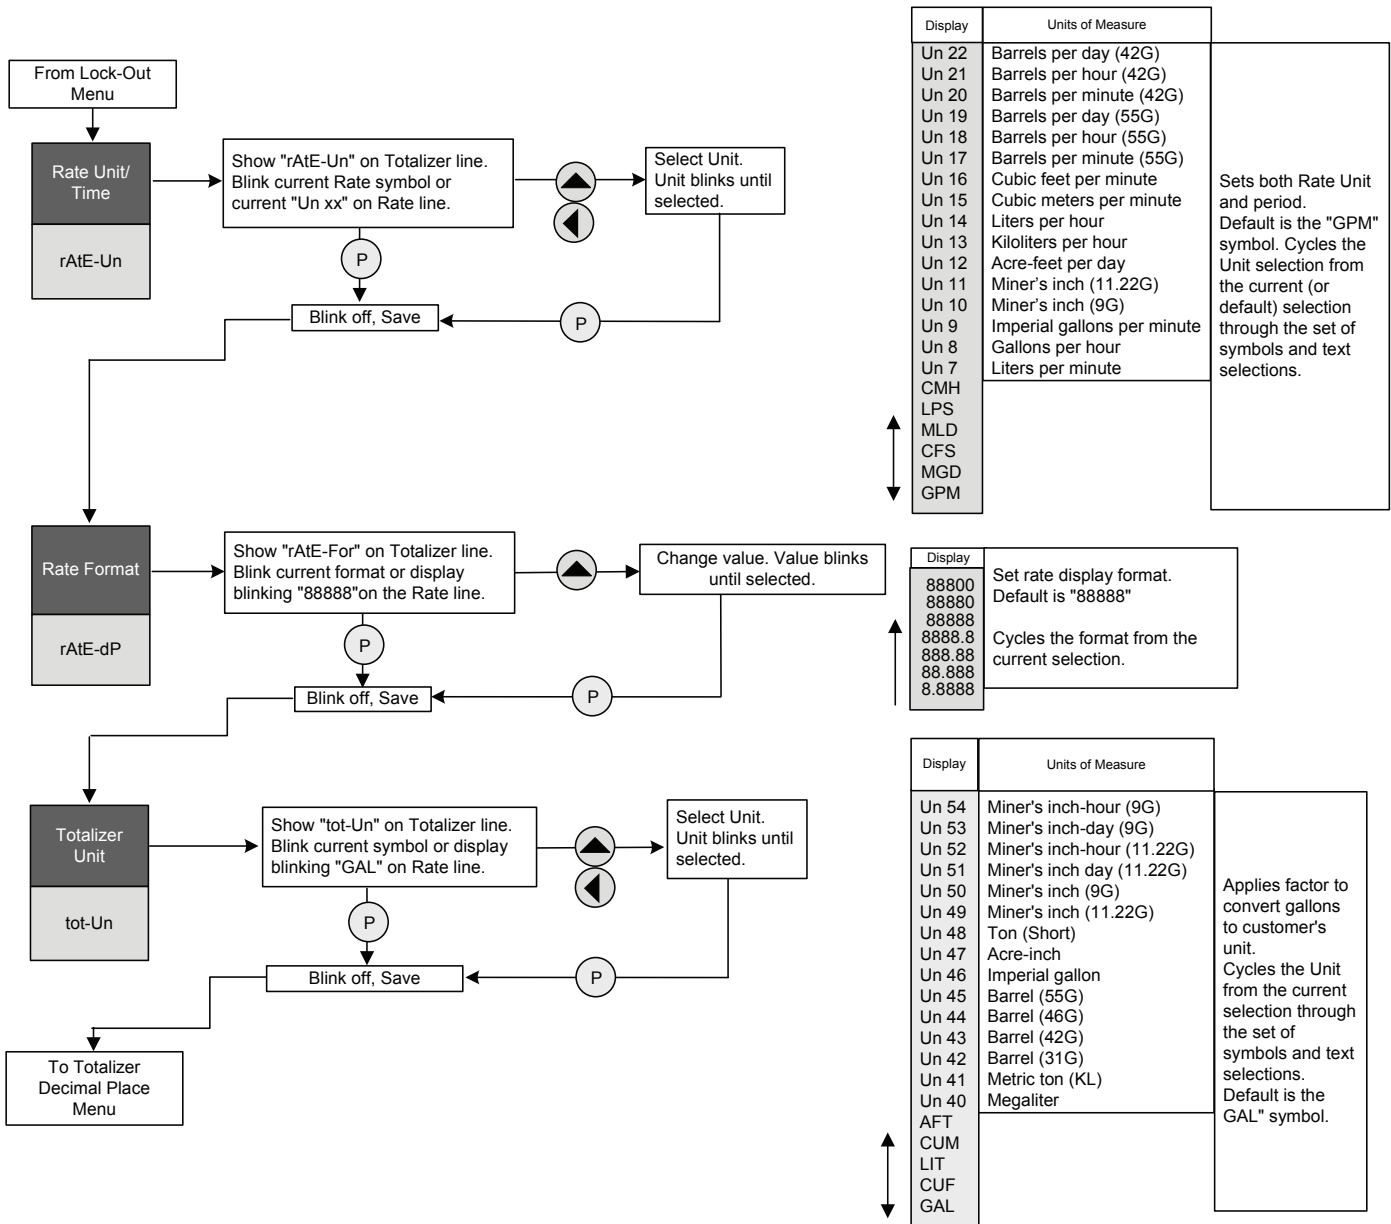 From Lock-Out
Menu
Rate Unit/
Time
rAtE-Un
Show "rAtE-Un" on Totalizer line.
Blink current Rate symbol or
current "Un xx" on Rate line.
Select Unit.
Unit blinks until
selected.
P
Blink off, Save
P
Display Units of Measure
Un 22 Barrels per day (42G)
Un 21 Barrels per hour (42G)
Un 20 Barrels per minute (42G)
Un 19 Barrels per day (55G)
Un 18 Barrels per hour (55G)
Un 17 Barrels per minute (55G)
Un 16 Cubic feet per minute
Un 15 Cubic meters per minute
Un 14 Liters per hour
Un 13 Kiloliters per hour
Un 12 Acre-feet per day
Un 11 Miner's inch (11.22G)
Un 10 Miner’s inch (9G)
Un 9 Imperial gallons per minute
Un 8 Gallons per hour
Un 7 Liters per minute
CMH
LPS
MLD
CFS
MGD
GPM
Sets both Rate Unit
and period.
Default is the "GPM"
symbol. Cycles the
Unit selection from
the current (or
default) selection
through the set of
symbols and text
selections.
Rate Format
rAtE-dP
Show "rAtE-For" on Totalizer line.
Blink current format or display
blinking "88888"on the Rate line.
Change value. Value blinks
until selected.
P
Blink off, Save
P
Display
88800
88880
88888
8888.8
888.88
88.888
8.8888
Set rate display format.
Default is "88888"
Cycles the format from the
current selection.
Totalizer
Unit
tot-Un
Show "tot-Un" on Totalizer line.
Blink current symbol or display
blinking "GAL" on Rate line.
Select Unit.
Unit blinks until
selected.
P
Blink off, Save
P
To Totalizer
Decimal Place
Menu
Display Units of Measure
Un 54 Miner's inch-hour (9G)
Un 53 Miner's inch-day (9G)
Un 52 Miner's inch-hour (11.22G)
Un 51 Miner's inch day (11.22G)
Un 50 Miner's inch (9G)
Un 49 Miner's inch (11.22G)
Un 48 Ton (Short)
Un 47 Acre-inch
Un 46 Imperial gallon
Un 45 Barrel (55G)
Un 44 Barrel (46G)
Un 43 Barrel (42G)
Un 42 Barrel (31G)
Un 41 Metric ton (KL)
Un 40 Megaliter
AFT
CUM
LIT
CUF
GAL
Applies factor to
convert gallons
to customer's
unit.
Cycles the Unit
from the current
selection through
the set of
symbols and text
selections.
Default is the
GAL" symbol.